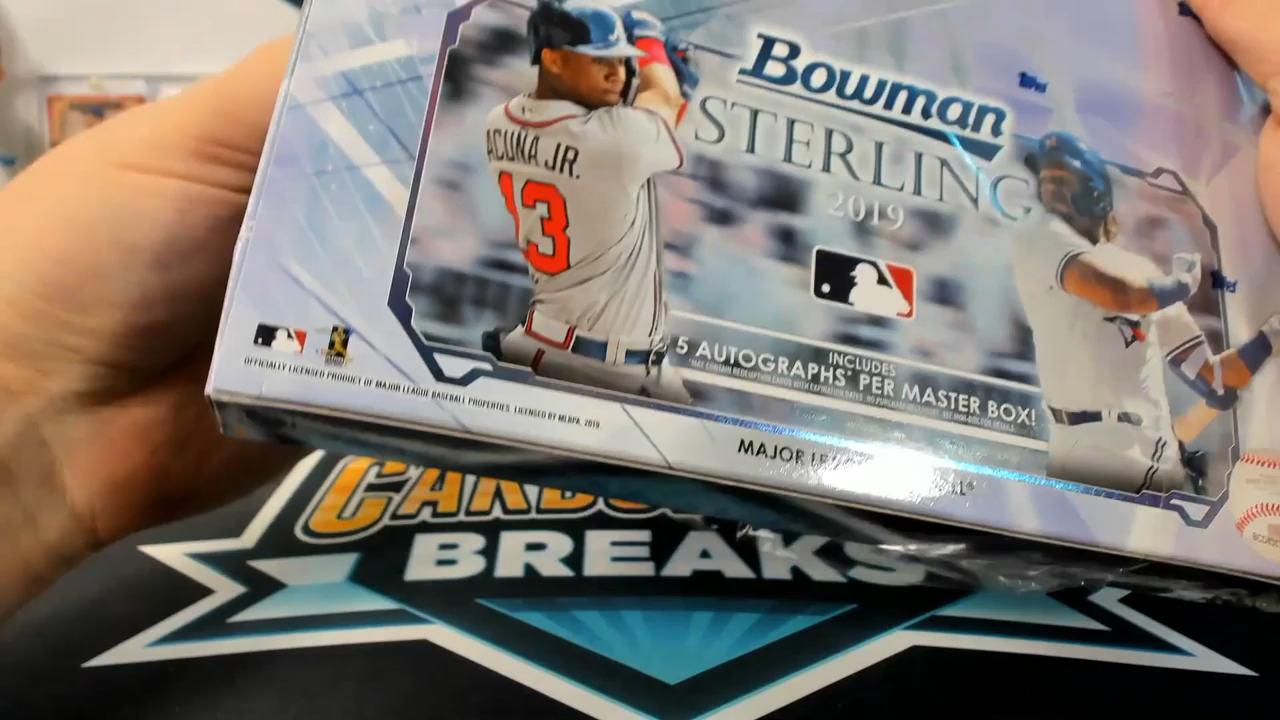 Bowman
Topps
STERLING
2019
ACUÑA JR.
13
INCLUDES
5 AUTOGRAPHS* PER MASTER BOX!
OFFICIALLY LICENSED PRODUCT OF MAJOR LEAGUE BASEBALL PROPERTIES. LICENSED BY MLBPA, 2019.
MAJOR
BREAKS